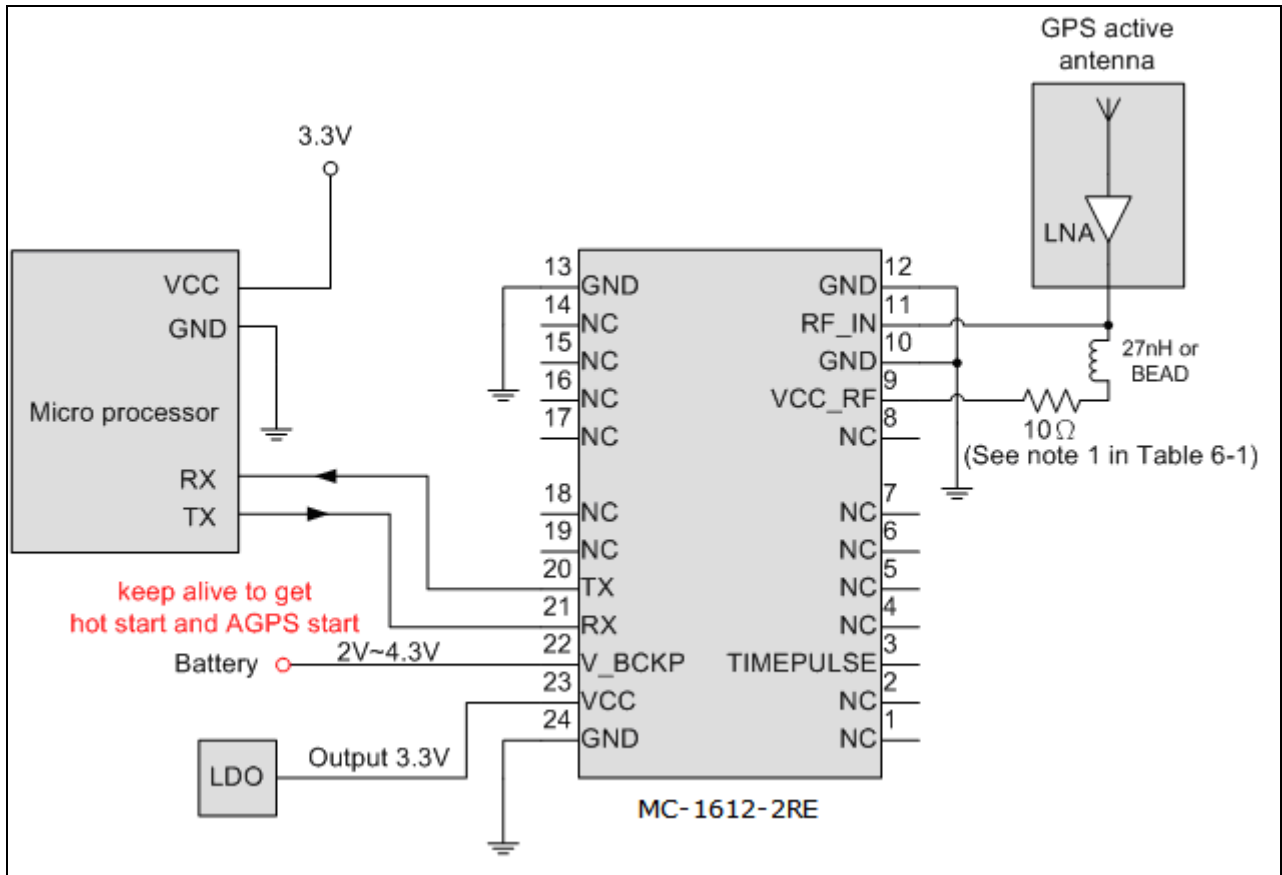 GPS active
antenna
3.3V
LNA
VCC
GND
Micro processor
RX
TX
13
GND
14
NC
15
NC
16
NC
17
NC
18
NC
19
NC
20
TX
21
RX
22
V_BCKP
23
VCC
24
GND
12
GND
11
RF_IN
10
GND
9
VCC_RF
8
NC
7
NC
6
NC
5
NC
4
NC
3
TIMEPULSE
2
NC
1
NC
27nH or
BEAD
10Ω
(See note 1 in Table 6-1)
keep alive to get
hot start and AGPS start
Battery
2V~4.3V
LDO
Output 3.3V
MC-1612-2RE